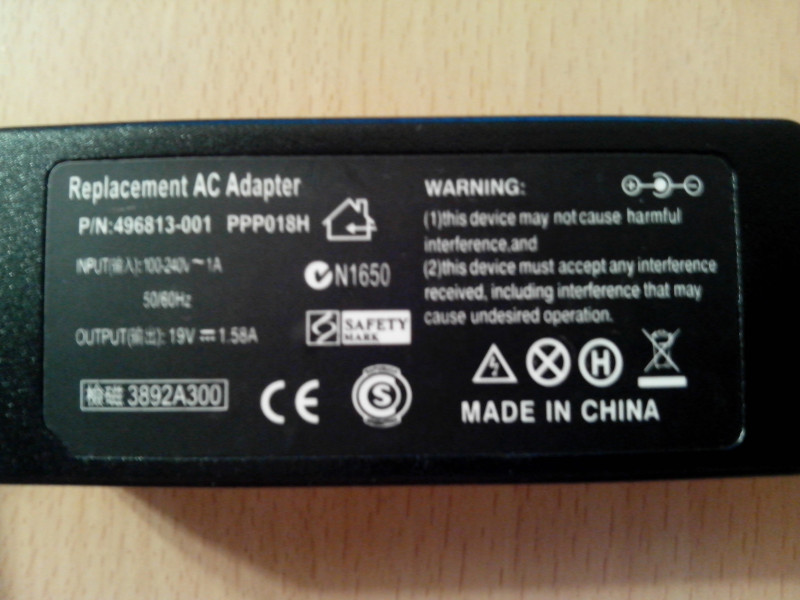 Replacement AC Adapter
P/N:496813-001 PPP018H
INPUT(输入):100-240V~1A
50/60Hz
OUTPUT(输出):19V⎓1.58A
N1650
SAFETY
MARK
檢磁 3892A300
CE
S
WARNING:
(1)this device may not cause harmful
interference,and
(2)this device must accept any interference
received, including interference that may
cause undesired operation.
H
MADE IN CHINA